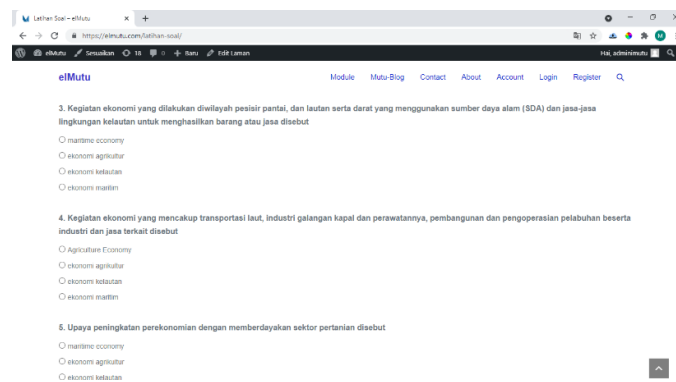 Latihan Soal – elMutu
https://elmutu.com/latihan-soal/
elMutu Sesuaikan 18 0 Baru Edit Laman Hai, adminimutu
elMutu Module Mutu-Blog Contact About Account Login Register
3. Kegiatan ekonomi yang dilakukan diwilayah pesisir pantai, dan lautan serta darat yang menggunakan sumber daya alam (SDA) dan jasa-jasa
lingkungan kelautan untuk menghasilkan barang atau jasa disebut
maritime economy
ekonomi agrikultur
ekonomi kelautan
ekonomi maritim
4. Kegiatan ekonomi yang mencakup transportasi laut, industri galangan kapal dan perawatannya, pembangunan dan pengoperasian pelabuhan beserta
industri dan jasa terkait disebut
Agriculture Economy
ekonomi agrikultur
ekonomi kelautan
ekonomi maritim
5. Upaya peningkatan perekonomian dengan memberdayakan sektor pertanian disebut
maritime economy
ekonomi agrikultur
ekonomi kelautan